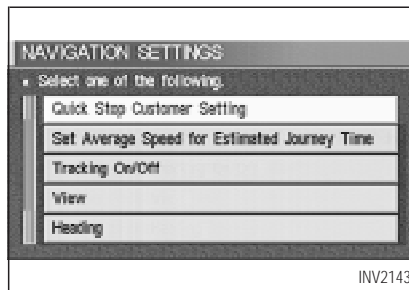 NAVIGATION SETTINGS
Select one of the following.
Quick Stop Customer Setting
Set Average Speed for Estimated Journey Time
Tracking On/Off
View
Heading
INV2143